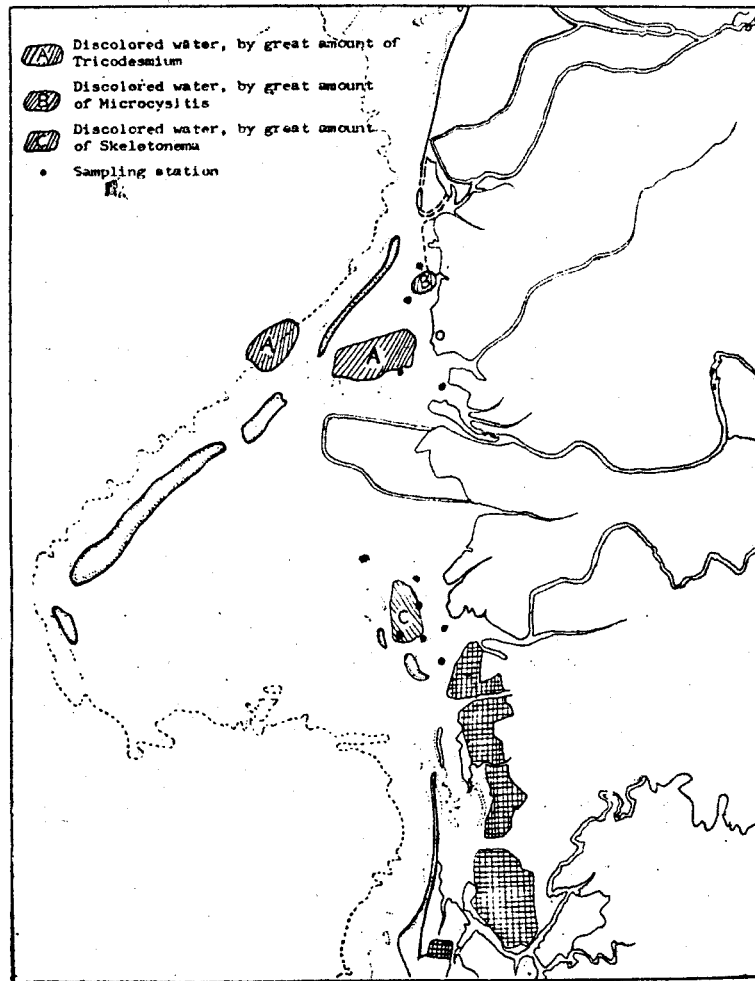 A Discolored water, by great amount of
Tricodesmium
B Discolored water, by great amount
of Microcysitis
C Discolored water, by great amount
of Skeletonema
• Sampling station
B
A
A
C